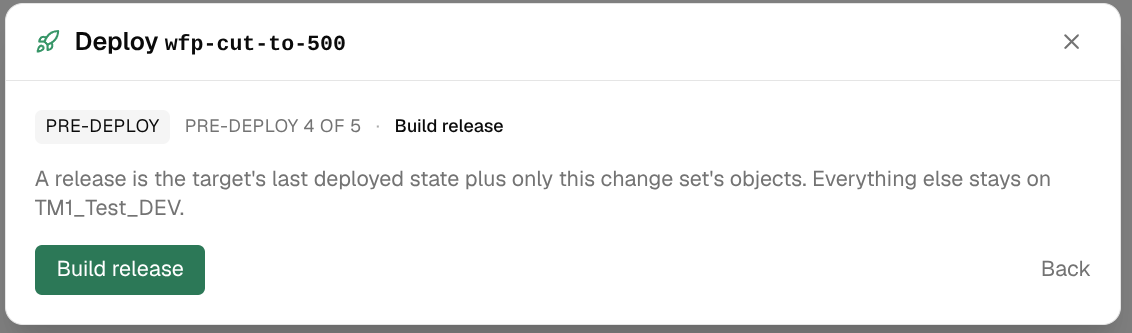 Deploy wfp-cut-to-500
PRE-DEPLOY PRE-DEPLOY 4 OF 5 · Build release
A release is the target's last deployed state plus only this change set's objects. Everything else stays on
TM1_Test_DEV.
Build release Back